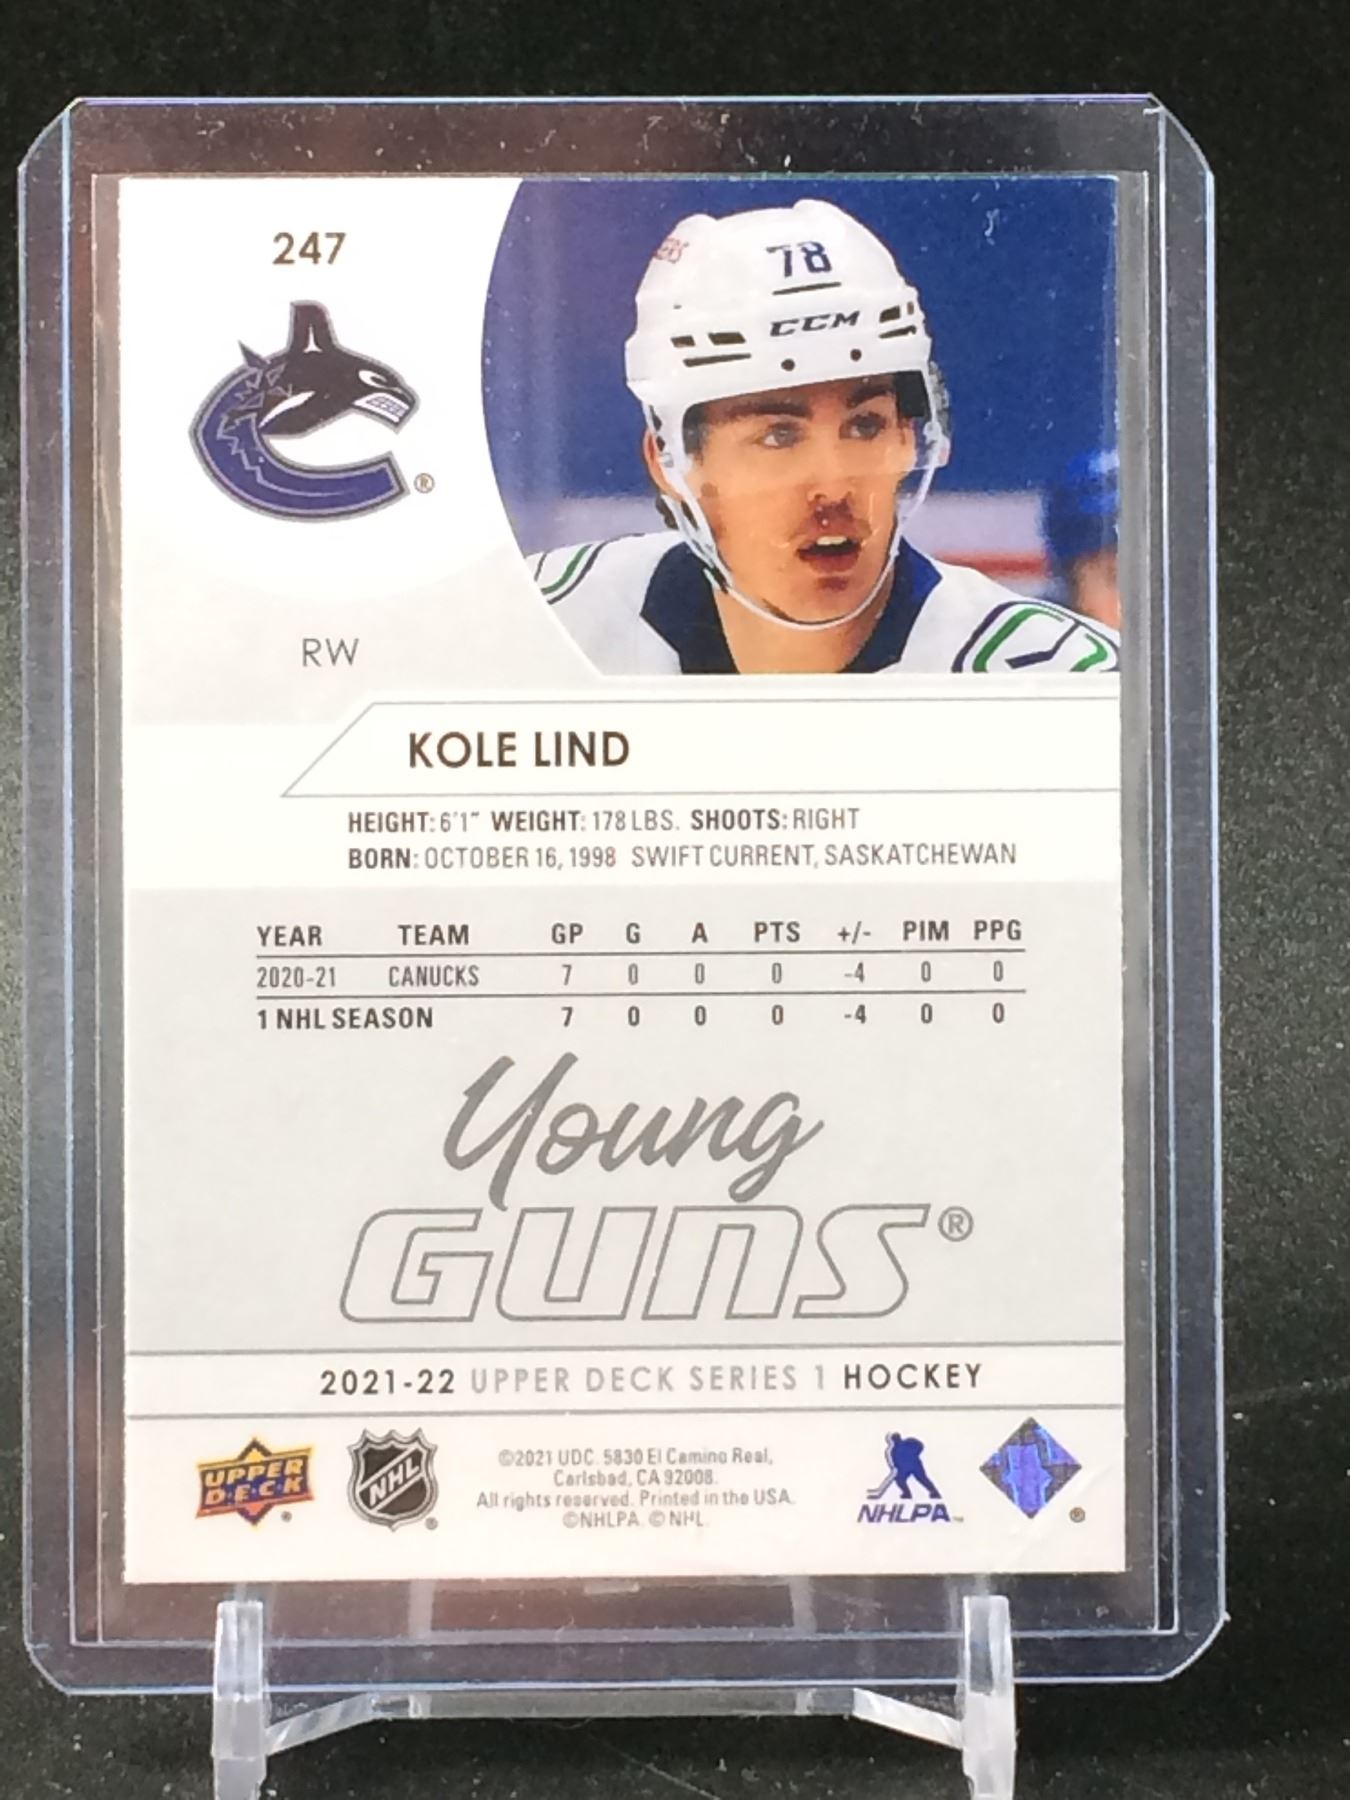 247
78
CCM
®
RW
KOLE LIND
HEIGHT: 6'1" WEIGHT: 178 LBS. SHOOTS: RIGHT
BORN: OCTOBER 16, 1998 SWIFT CURRENT, SASKATCHEWAN
YEAR TEAM GP G A PTS +/- PIM PPG
2020-21 CANUCKS 7 0 0 0 -4 0 0
1 NHL SEASON 7 0 0 0 -4 0 0
Young
GUNS®
2021-22 UPPER DECK SERIES 1 HOCKEY
UPPER
DECK
®
NHL
®
©2021 UDC. 5830 El Camino Real,
Carlsbad, CA 92008.
All rights reserved. Printed in the USA.
©NHLPA. © NHL.
NHLPA™
®